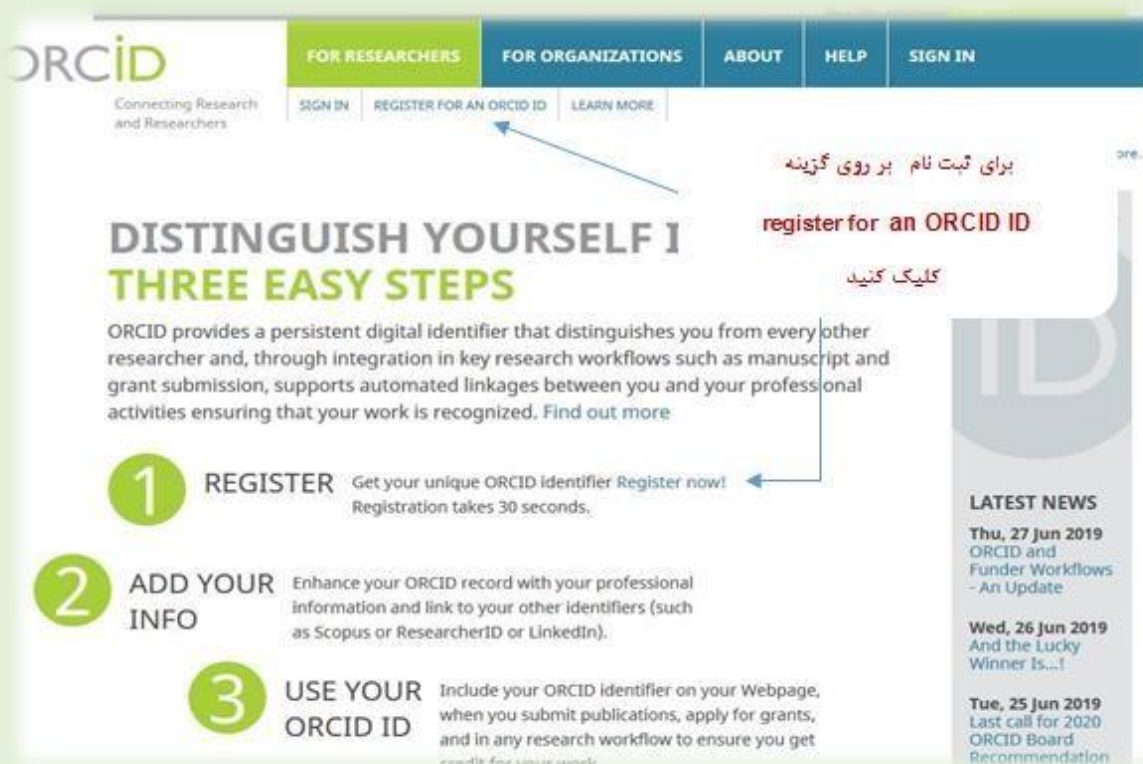 ORCID
Connecting Research
and Researchers
FOR RESEARCHERS
FOR ORGANIZATIONS
ABOUT
HELP
SIGN IN
SIGN IN
REGISTER FOR AN ORCID ID
LEARN MORE
برای ثبت نام بر روی گزینه
register for an ORCID ID
کلیک کنید
ore.
DISTINGUISH YOURSELF I
THREE EASY STEPS
ORCID provides a persistent digital identifier that distinguishes you from every other
researcher and, through integration in key research workflows such as manuscript and
grant submission, supports automated linkages between you and your professional
activities ensuring that your work is recognized. Find out more
ID
1
REGISTER
Get your unique ORCID identifier Register now!
Registration takes 30 seconds.
2
ADD YOUR
INFO
Enhance your ORCID record with your professional
information and link to your other identifiers (such
as Scopus or ResearcherID or LinkedIn).
3
USE YOUR
ORCID ID
Include your ORCID identifier on your Webpage,
when you submit publications, apply for grants,
and in any research workflow to ensure you get
credit for your work
LATEST NEWS
Thu, 27 Jun 2019
ORCID and
Funder Workflows
- An Update
Wed, 26 Jun 2019
And the Lucky
Winner Is...!
Tue, 25 Jun 2019
Last call for 2020
ORCID Board
Recommendation